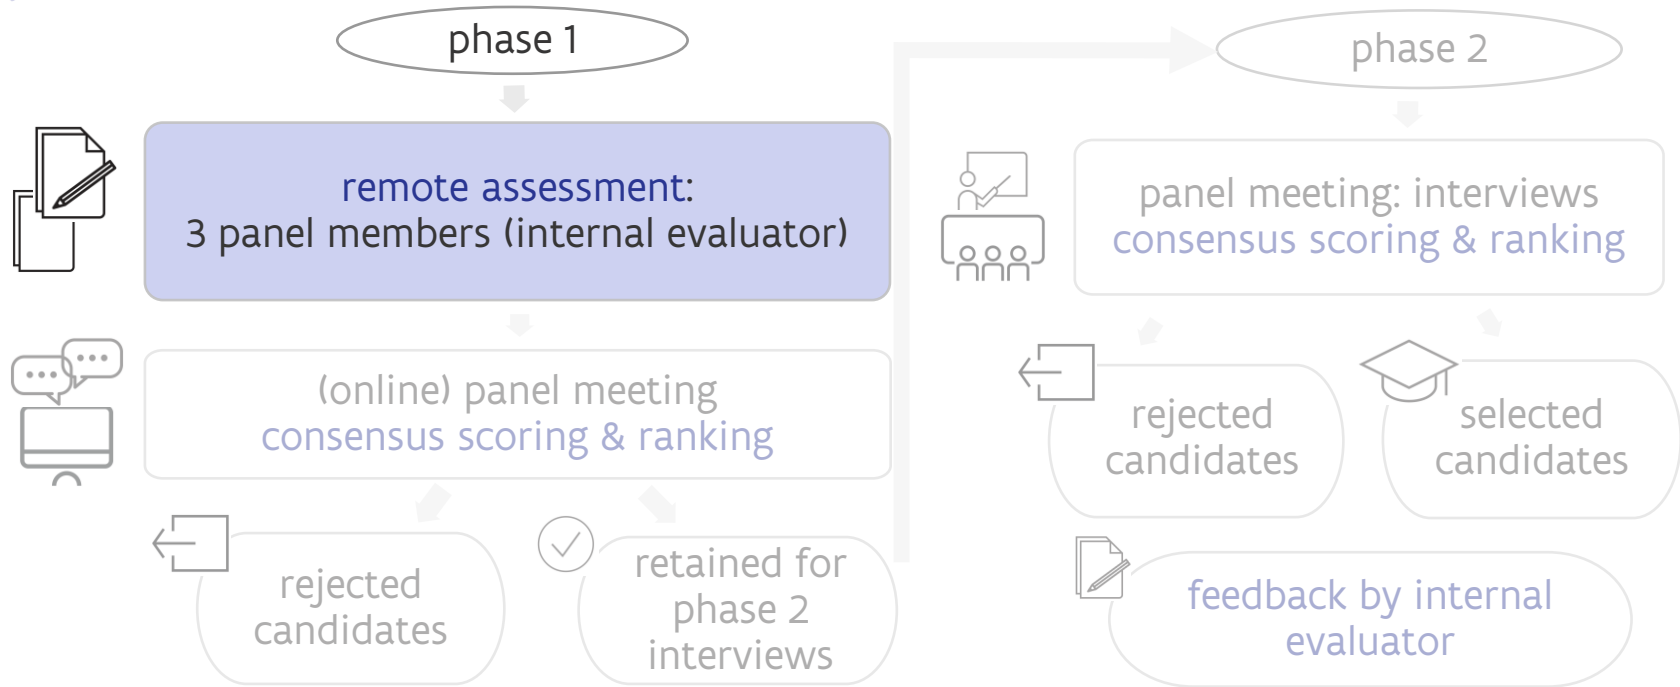 phase 1
remote assessment:
3 panel members (internal evaluator)
(online) panel meeting
consensus scoring & ranking
rejected
candidates
retained for
phase 2
interviews
phase 2
panel meeting: interviews
consensus scoring & ranking
rejected
candidates
selected
candidates
feedback by internal
evaluator